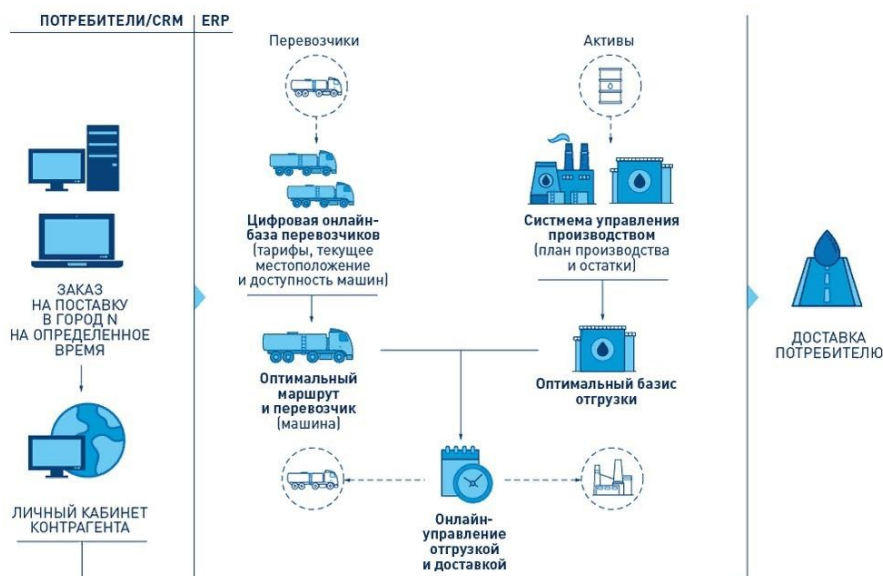 ПОТРЕБИТЕЛИ/CRM
ERP
Перевозчики
Активы
Цифровая онлайн-
база перевозчиков
(тарифы, текущее
местоположение
и доступность машин)
Систмема управления
производством
(план производства
и остатки)
ЗАКАЗ
НА ПОСТАВКУ
В ГОРОД N
НА ОПРЕДЕЛЕННОЕ
ВРЕМЯ
ДОСТАВКА
ПОТРЕБИТЕЛЮ
Оптимальный
маршрут
и перевозчик
(машина)
Оптимальный базис
отгрузки
ЛИЧНЫЙ КАБИНЕТ
КОНТРАГЕНТА
Онлайн-
управление
отгрузкой
и доставкой